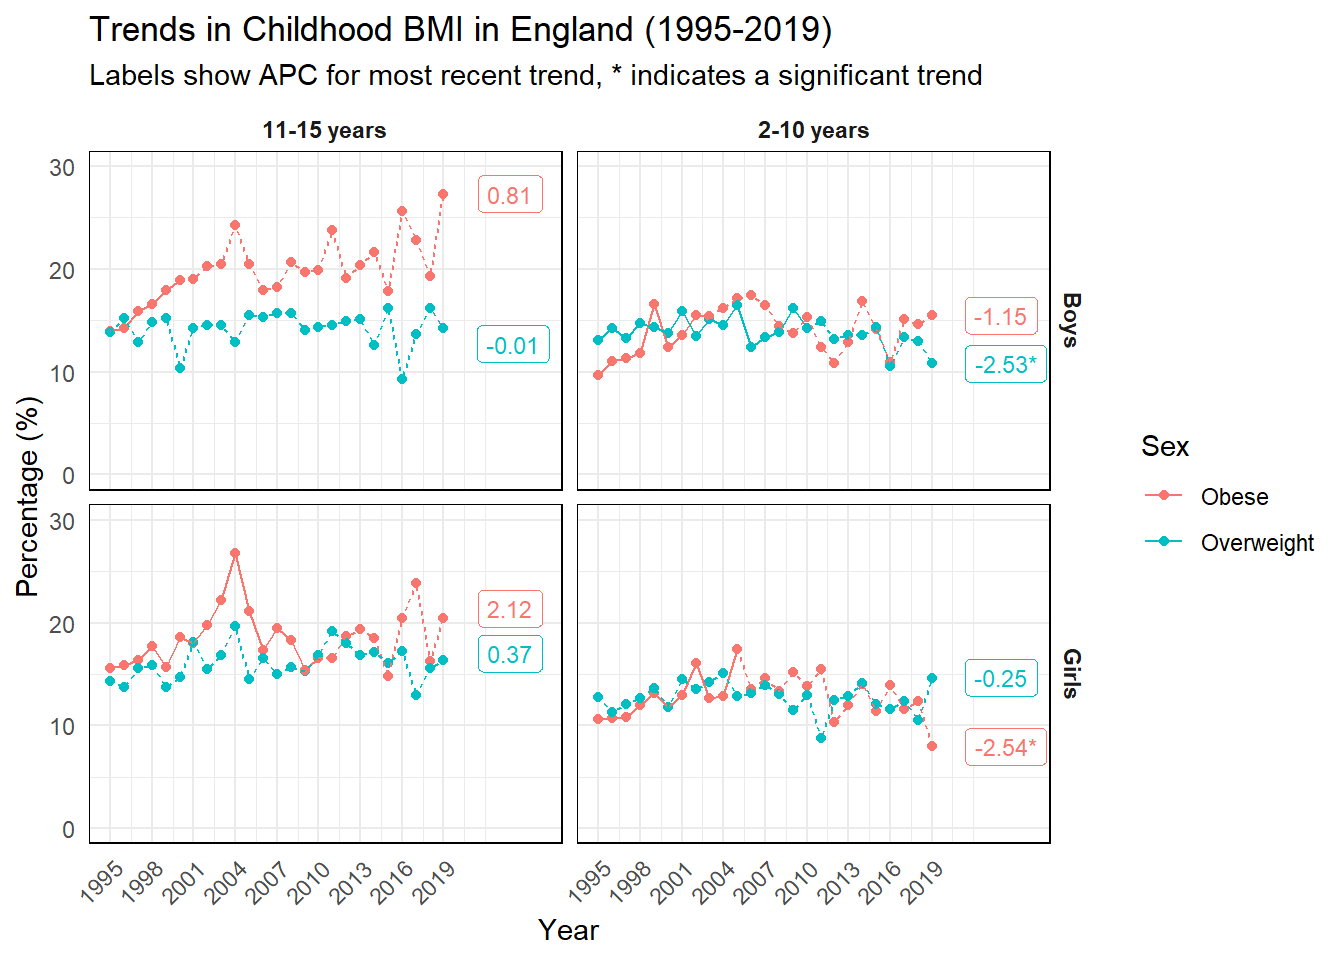 Trends in Childhood BMI in England (1995-2019)
Labels show APC for most recent trend, * indicates a significant trend
11-15 years
2-10 years
30
20
10
0
0.81
-0.01
-1.15
-2.53*
Boys
30
20
10
0
2.12
0.37
-0.25
-2.54*
Girls
Percentage (%)
1995 1998 2001 2004 2007 2010 2013 2016 2019
1995 1998 2001 2004 2007 2010 2013 2016 2019
Year
Sex
Obese
Overweight